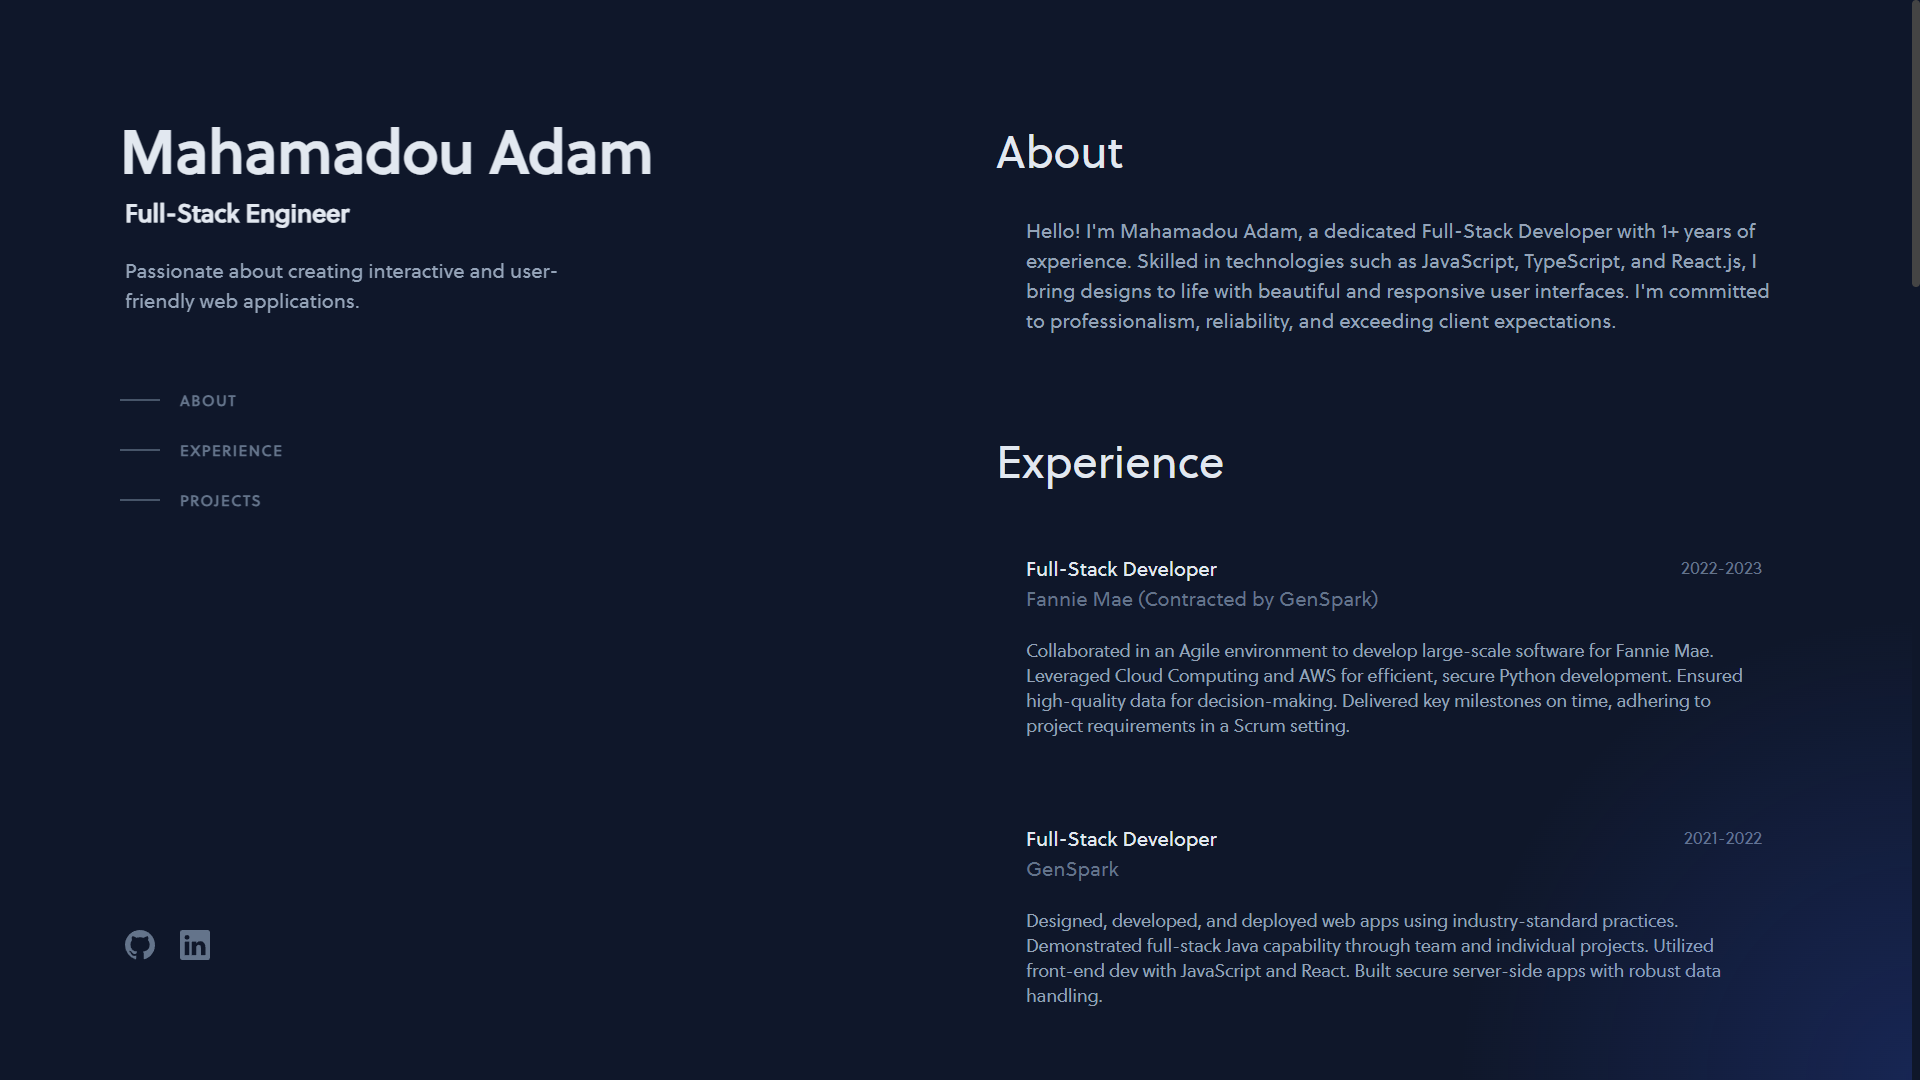 Mahamadou Adam
Full-Stack Engineer
Passionate about creating interactive and user-
friendly web applications.
ABOUT
EXPERIENCE
PROJECTS
About
Hello! I'm Mahamadou Adam, a dedicated Full-Stack Developer with 1+ years of
experience. Skilled in technologies such as JavaScript, TypeScript, and React.js, I
bring designs to life with beautiful and responsive user interfaces. I'm committed
to professionalism, reliability, and exceeding client expectations.
Experience
Full-Stack Developer 2022-2023
Fannie Mae (Contracted by GenSpark)
Collaborated in an Agile environment to develop large-scale software for Fannie Mae.
Leveraged Cloud Computing and AWS for efficient, secure Python development. Ensured
high-quality data for decision-making. Delivered key milestones on time, adhering to
project requirements in a Scrum setting.
Full-Stack Developer 2021-2022
GenSpark
Designed, developed, and deployed web apps using industry-standard practices.
Demonstrated full-stack Java capability through team and individual projects. Utilized
front-end dev with JavaScript and React. Built secure server-side apps with robust data
handling.
in